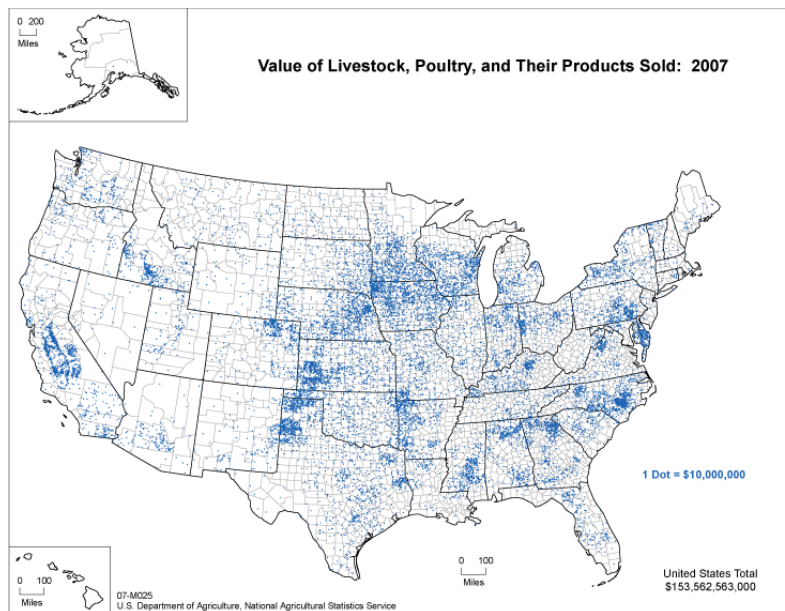 0 200
Miles
Value of Livestock, Poultry, and Their Products Sold: 2007
1 Dot = $10,000,000
0 100
Miles
0 100
Miles
United States Total
$153,562,563,000
07-M025
U.S. Department of Agriculture, National Agricultural Statistics Service